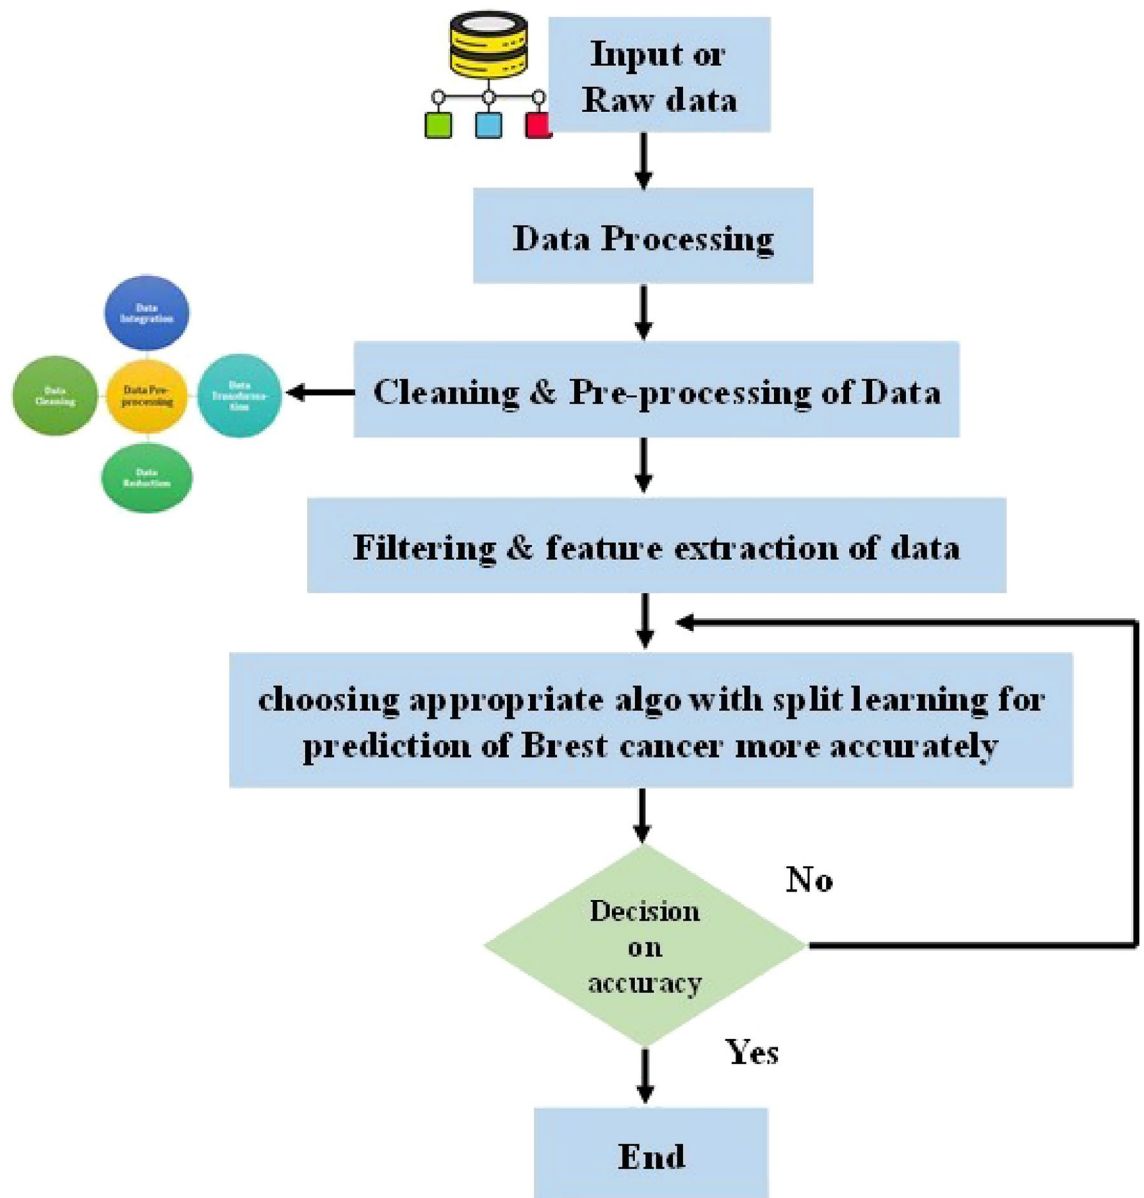 Input or
Raw data
Data Processing
Data
Integration
Data
Cleaning
Data Pre-
processing
Data
Transforma-
tion
Data
Reduction
Cleaning & Pre-processing of Data
Filtering & feature extraction of data
choosing appropriate algo with split learning for
prediction of Brest cancer more accurately
Decision
on
accuracy
No
Yes
End